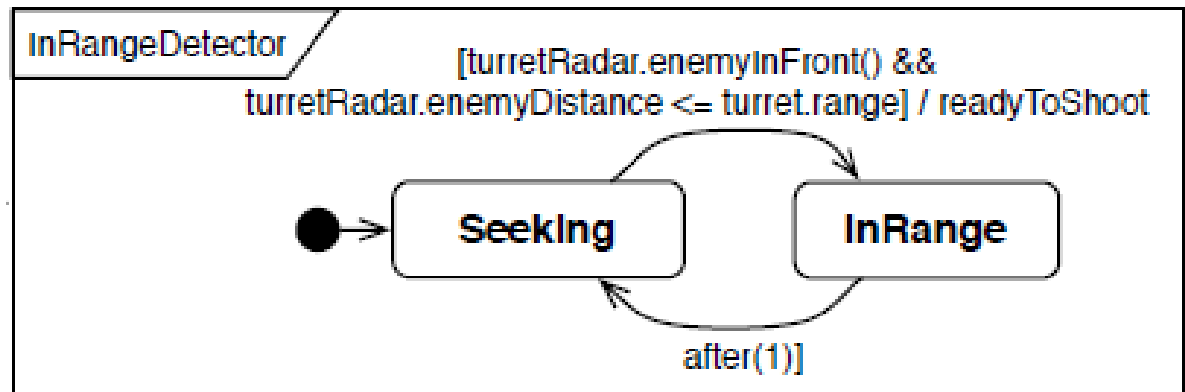 InRangeDetector
[turretRadar.enemyInFront() &&
turretRadar.enemyDistance <= turret.range] / readyToShoot
Seeking
InRange
after(1)]